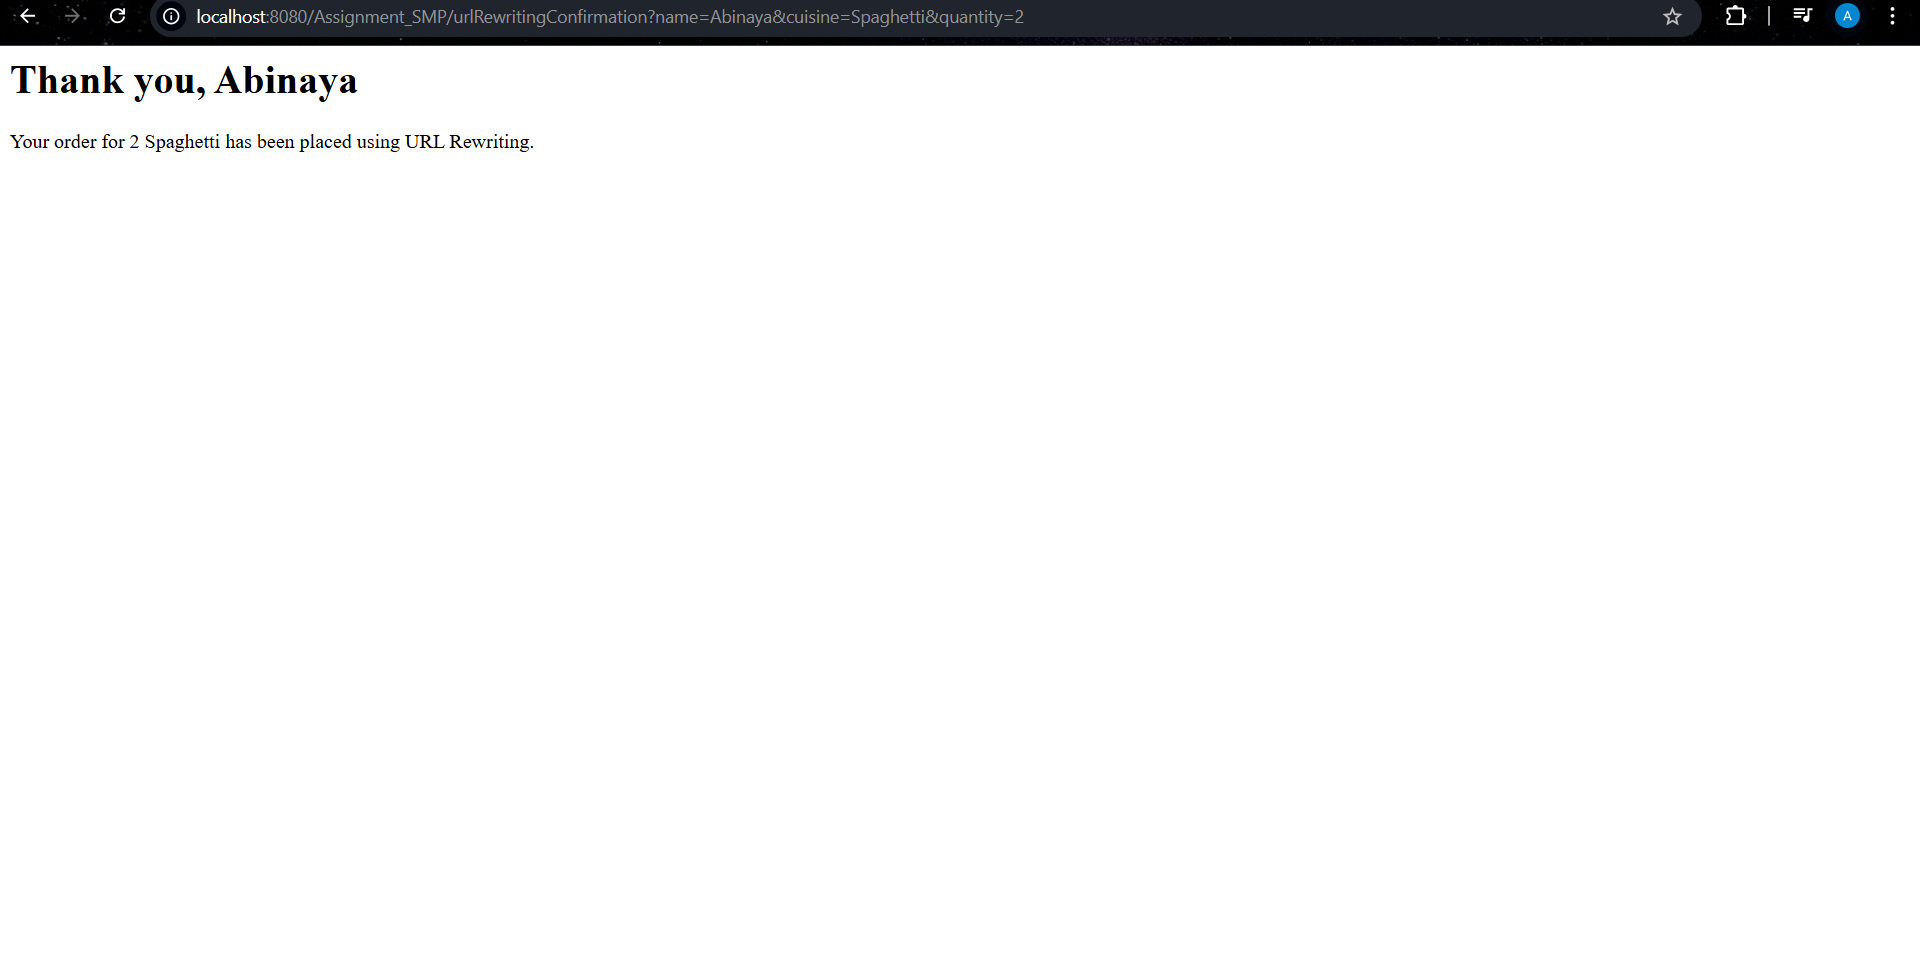 localhost:8080/Assignment_SMP/urlRewritingConfirmation?name=Abinaya&cuisine=Spaghetti&quantity=2
A
Thank you, Abinaya
Your order for 2 Spaghetti has been placed using URL Rewriting.